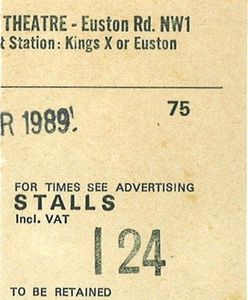 THEATRE - Euston Rd. NW1
t Station: Kings X or Euston
75
R 1989
FOR TIMES SEE ADVERTISING
STALLS
Incl. VAT
I 24
TO BE RETAINED